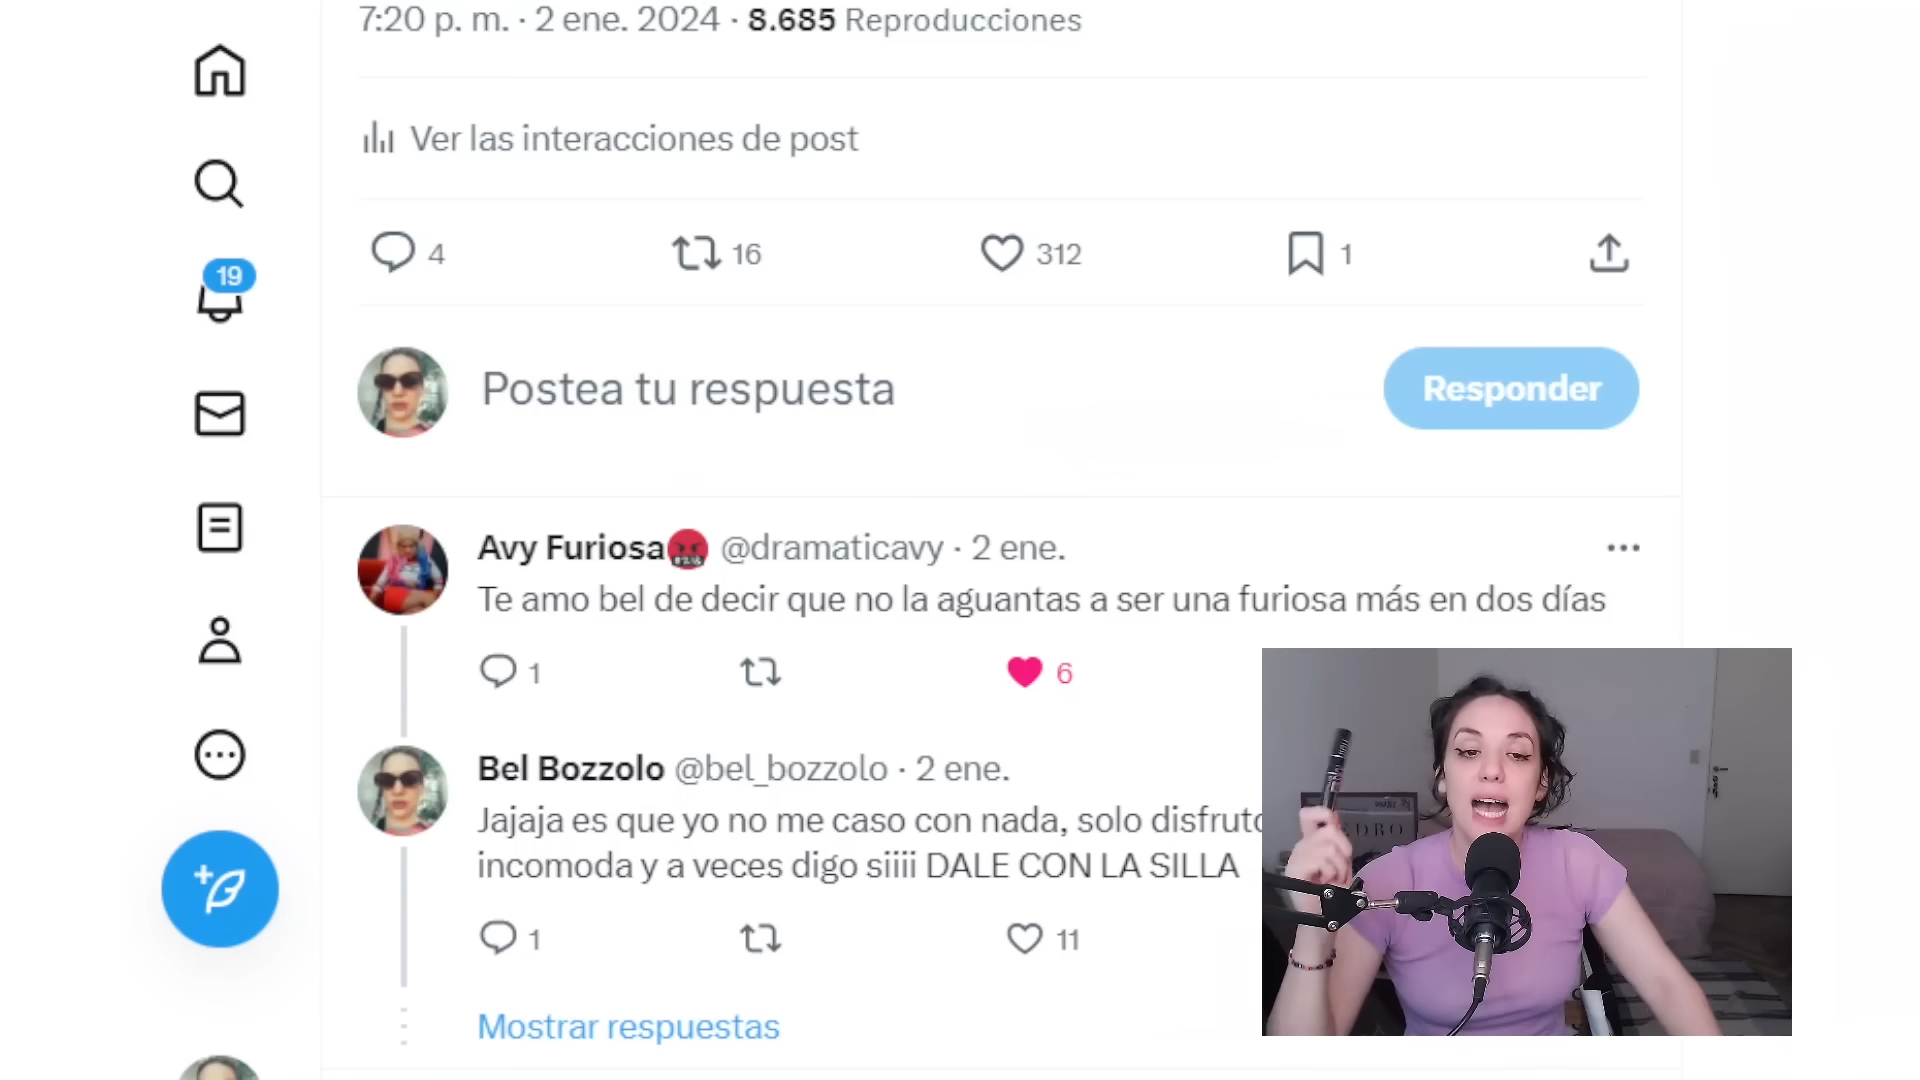 7:20 p. m. · 2 ene. 2024 · 8.685 Reproducciones
Ver las interacciones de post
4 16 312 1
19
Postea tu respuesta
Responder
Avy Furiosa @dramaticavy · 2 ene.
Te amo bel de decir que no la aguantas a ser una furiosa más en dos días
1 6
Bel Bozzolo @bel_bozzolo · 2 ene.
Jajaja es que yo no me caso con nada, solo disfruto
incomoda y a veces digo siiii DALE CON LA SILLA
1 11
Mostrar respuestas